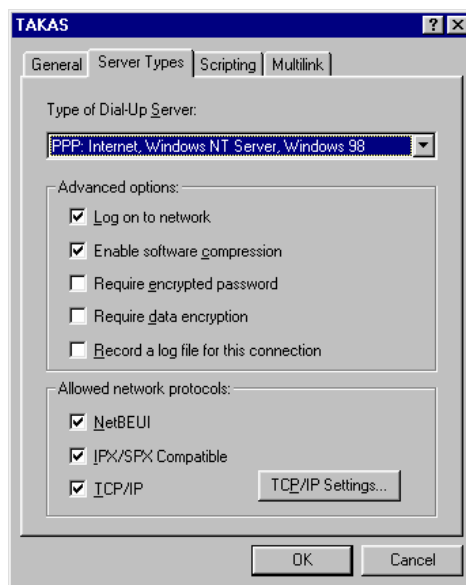 TAKAS
General Server Types Scripting Multilink
Type of Dial-Up Server:
PPP: Internet, Windows NT Server, Windows 98
Advanced options:
Log on to network
Enable software compression
Require encrypted password
Require data encryption
Record a log file for this connection
Allowed network protocols:
NetBEUI
IPX/SPX Compatible
TCP/IP TCP/IP Settings...
OK Cancel